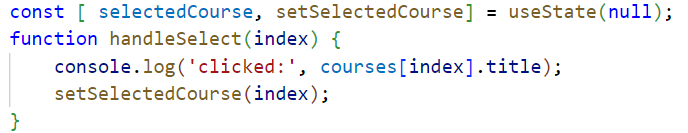 const [ selectedCourse, setSelectedCourse] = useState(null);
function handleSelect(index) {
    console.log('clicked:', courses[index].title);
    setSelectedCourse(index);
}